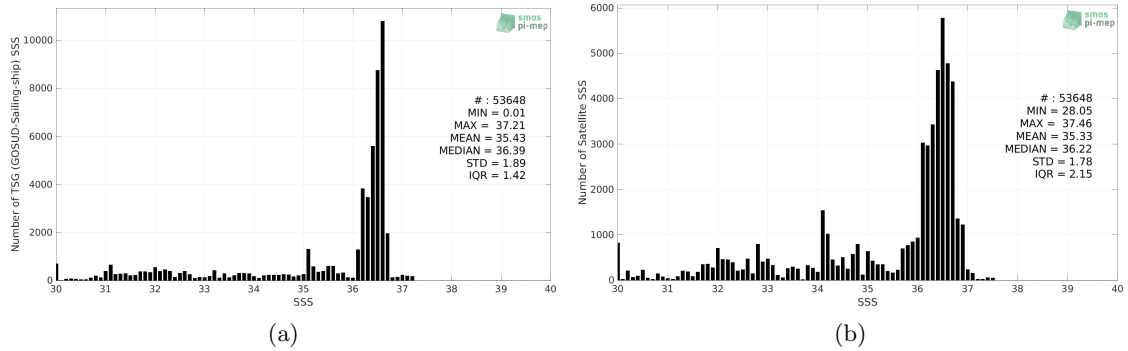 10000
8000
6000
4000
2000
0
30 31 32 33 34 35 36 37 38 39 40
SSS
Number of TSG (GOSUD-Sailing-ship) SSS
smos
pi-mep
# : 53648
MIN = 0.01
MAX = 37.21
MEAN = 35.43
MEDIAN = 36.39
STD = 1.89
IQR = 1.42
(a)
6000
5000
4000
3000
2000
1000
0
30 31 32 33 34 35 36 37 38 39 40
SSS
Number of Satellite SSS
smos
pi-mep
# : 53648
MIN = 28.05
MAX = 37.46
MEAN = 35.33
MEDIAN = 36.22
STD = 1.78
IQR = 2.15
(b)